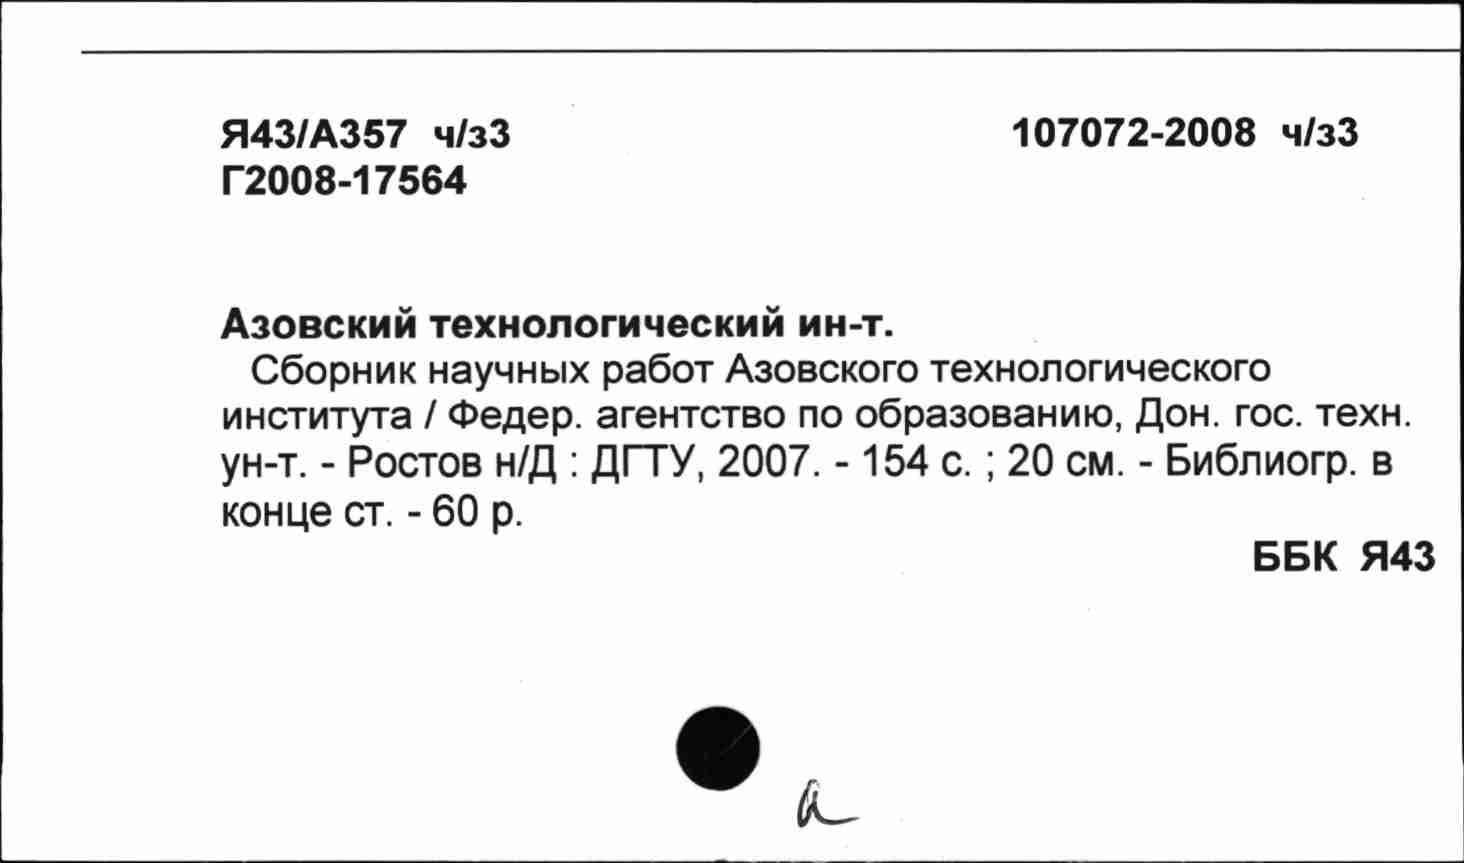 Я43/А357 ч/з3 107072-2008 ч/з3
Г2008-17564
Азовский технологический ин-т.
Сборник научных работ Азовского технологического
института / Федер. агентство по образованию, Дон. гос. техн.
ун-т. - Ростов н/Д : ДГТУ, 2007. - 154 с. ; 20 см. - Библиогр. в
конце ст. - 60 р.
ББК Я43
а